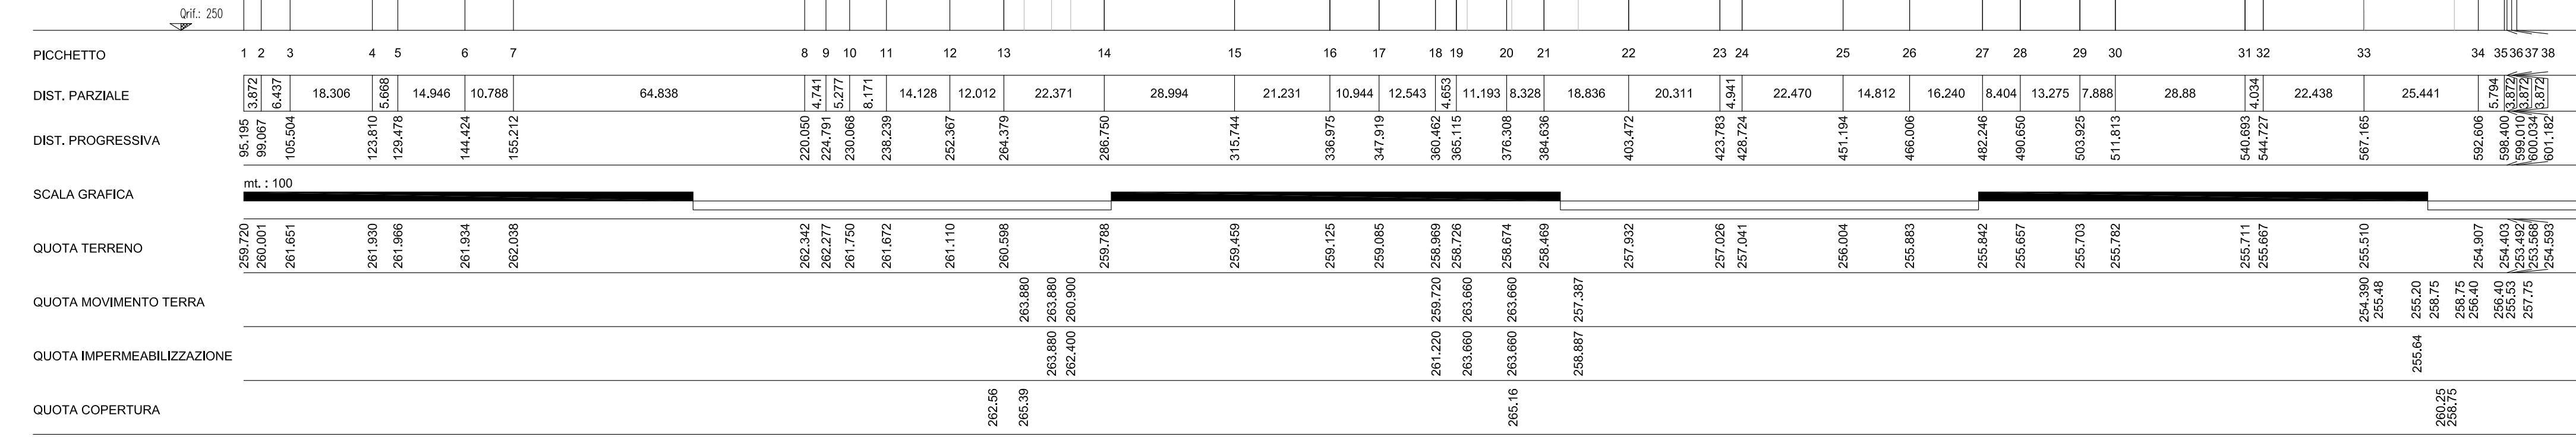 Qrif.: 250
PICCHETTO 1 2 3 4 5 6 7 8 9 10 11 12 13 14 15 16 17 18 19 20 21 22 23 24 25 26 27 28 29 30 31 32 33 34 35 36 37 38
DIST. PARZIALE 3.872 6.437 18.306 5.668 14.946 10.788 64.838 4.741 5.277 8.171 14.128 12.012 22.371 28.994 21.231 10.944 12.543 4.653 11.193 8.328 18.836 20.311 4.941 22.470 14.812 16.240 8.404 13.275 7.888 28.88 4.034 22.438 25.441 5.794 3.872 3.872 3.872
DIST. PROGRESSIVA 95.195 99.067 105.504 123.810 129.478 144.424 155.212 220.050 224.791 230.068 238.239 252.367 264.379 286.750 315.744 336.975 347.919 360.462 365.115 376.308 384.636 403.472 423.783 428.724 451.194 466.006 482.246 490.650 503.925 511.813 540.693 544.727 567.165 592.606 598.400 599.010 600.034 601.182
mt. : 100
SCALA GRAFICA
QUOTA TERRENO 259.720 260.001 261.651 261.930 261.966 261.934 262.038 262.342 262.277 261.750 261.672 261.110 260.598 259.788 259.459 259.125 259.085 258.969 258.726 258.674 258.469 257.932 257.026 257.041 256.004 255.883 255.842 255.657 255.703 255.782 255.711 255.667 255.510 254.907 254.403 253.492 253.568 254.593
QUOTA MOVIMENTO TERRA 263.880 263.880 260.900 259.720 263.660 263.660 257.387 254.390 255.48 255.20 258.75 258.75 256.40 256.40 255.53 257.75
QUOTA IMPERMEABILIZZAZIONE 263.880 262.400 261.220 263.660 263.660 258.887 255.64
QUOTA COPERTURA 262.56 265.39 265.16 260.25 258.75